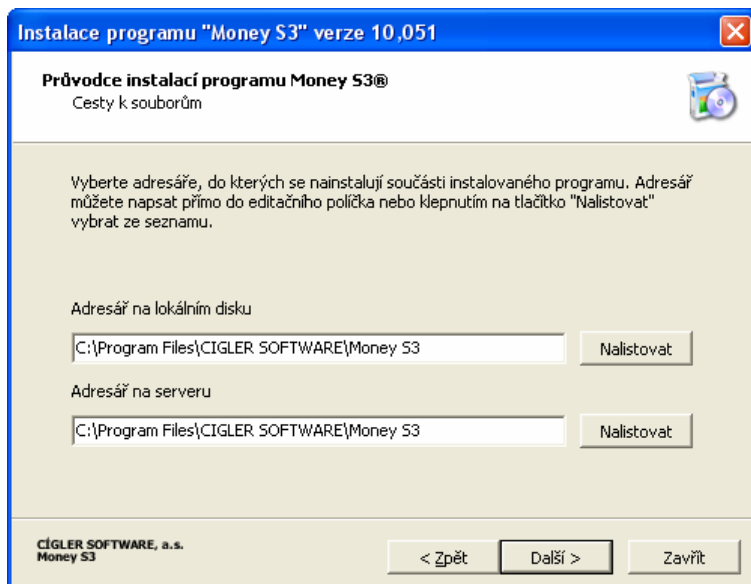 Instalace programu "Money S3" verze 10,051
Průvodce instalací programu Money S3®
Cesty k souborům
Vyberte adresáře, do kterých se nainstalují součásti instalovaného programu. Adresář
můžete napsat přímo do editačního políčka nebo klepnutím na tlačítko "Nalistovat"
vybrat ze seznamu.
Adresář na lokálním disku
C:\Program Files\CIGLER SOFTWARE\Money S3
Nalistovat
Adresář na serveru
C:\Program Files\CIGLER SOFTWARE\Money S3
Nalistovat
CÍGLER SOFTWARE, a.s.
Money S3
< Zpět
Další >
Zavřít